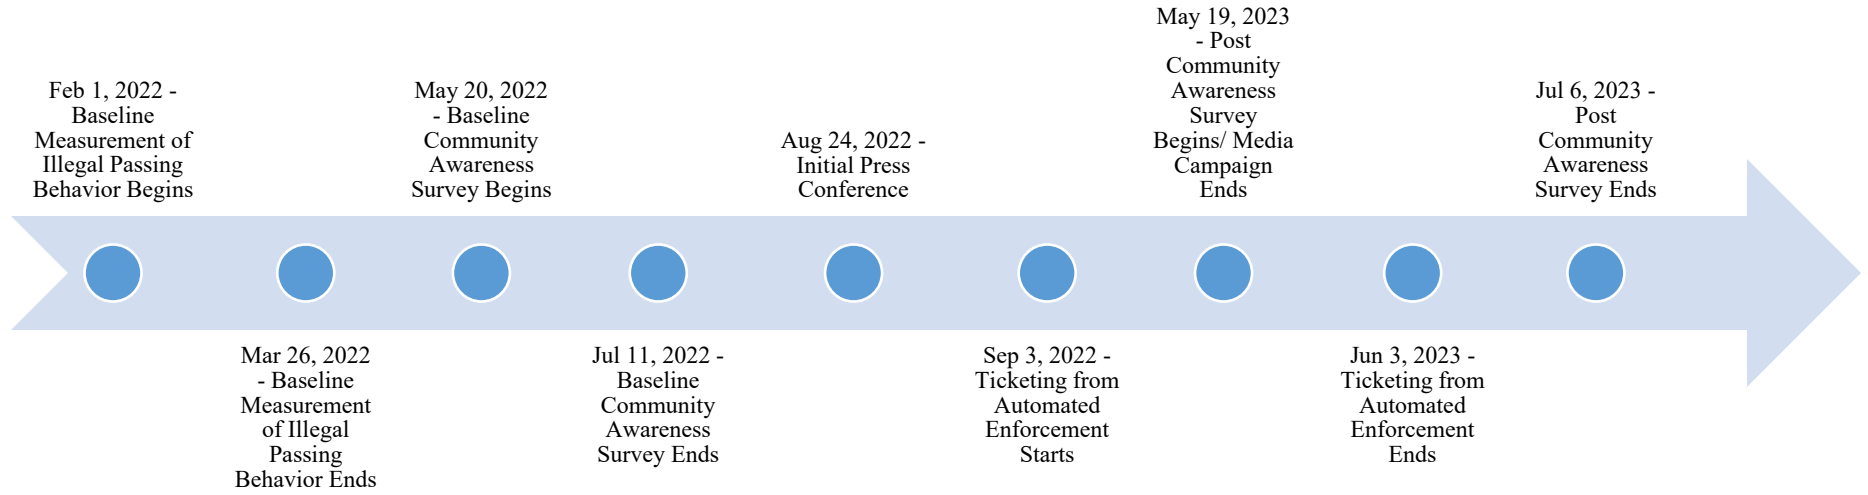 Feb 1, 2022 -
Baseline
Measurement of
Illegal Passing
Behavior Begins
Mar 26, 2022
- Baseline
Measurement
of Illegal
Passing
Behavior Ends
May 20, 2022
- Baseline
Community
Awareness
Survey Begins
Jul 11, 2022 -
Baseline
Community
Awareness
Survey Ends
Aug 24, 2022 -
Initial Press
Conference
Sep 3, 2022 -
Ticketing from
Automated
Enforcement
Starts
May 19, 2023
- Post
Community
Awareness
Survey
Begins/ Media
Campaign
Ends
Jun 3, 2023 -
Ticketing from
Automated
Enforcement
Ends
Jul 6, 2023 -
Post
Community
Awareness
Survey Ends